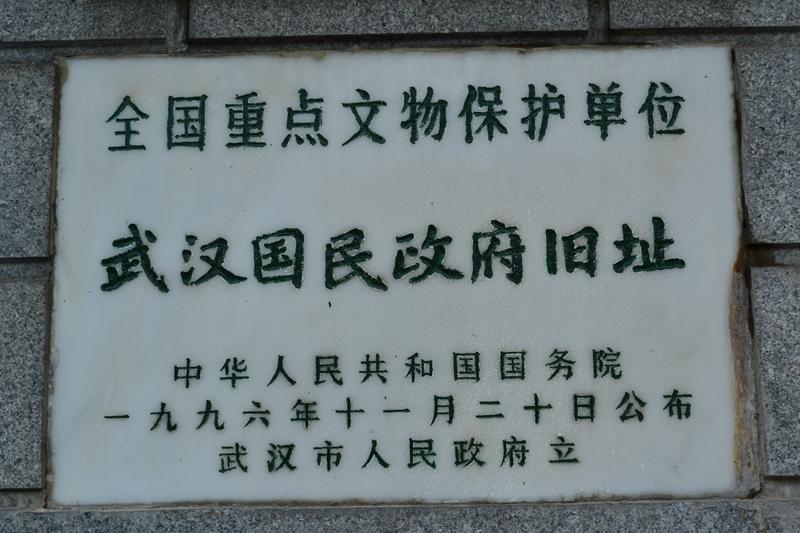 全国重点文物保护单位
武汉国民政府旧址
中华人民共和国国务院
一九九六年十一月二十日公布
武汉市人民政府立